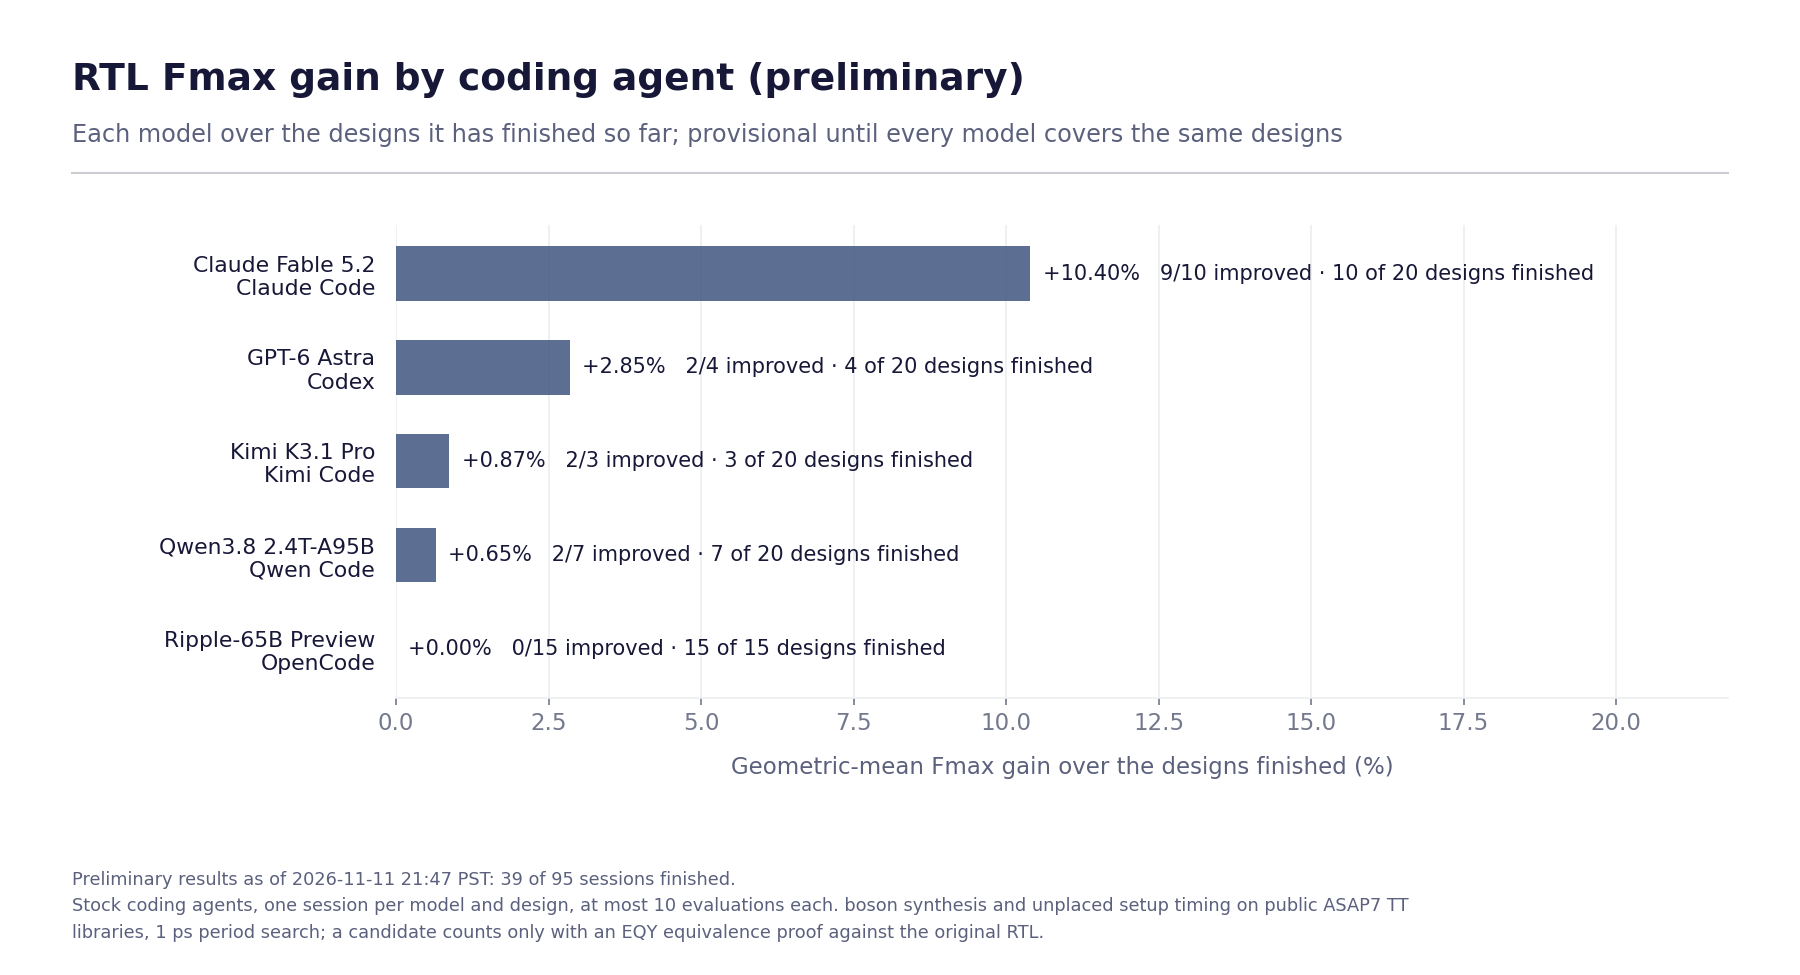 RTL Fmax gain by coding agent (preliminary)
Each model over the designs it has finished so far; provisional until every model covers the same designs
Claude Fable 5.2
Claude Code
+10.40% 9/10 improved · 10 of 20 designs finished
GPT-6 Astra
Codex
+2.85% 2/4 improved · 4 of 20 designs finished
Kimi K3.1 Pro
Kimi Code
+0.87% 2/3 improved · 3 of 20 designs finished
Qwen3.8 2.4T-A95B
Qwen Code
+0.65% 2/7 improved · 7 of 20 designs finished
Ripple-65B Preview
OpenCode
+0.00% 0/15 improved · 15 of 15 designs finished
0.0 2.5 5.0 7.5 10.0 12.5 15.0 17.5 20.0
Geometric-mean Fmax gain over the designs finished (%)
Preliminary results as of 2026-11-11 21:47 PST: 39 of 95 sessions finished.
Stock coding agents, one session per model and design, at most 10 evaluations each. boson synthesis and unplaced setup timing on public ASAP7 TT
libraries, 1 ps period search; a candidate counts only with an EQY equivalence proof against the original RTL.